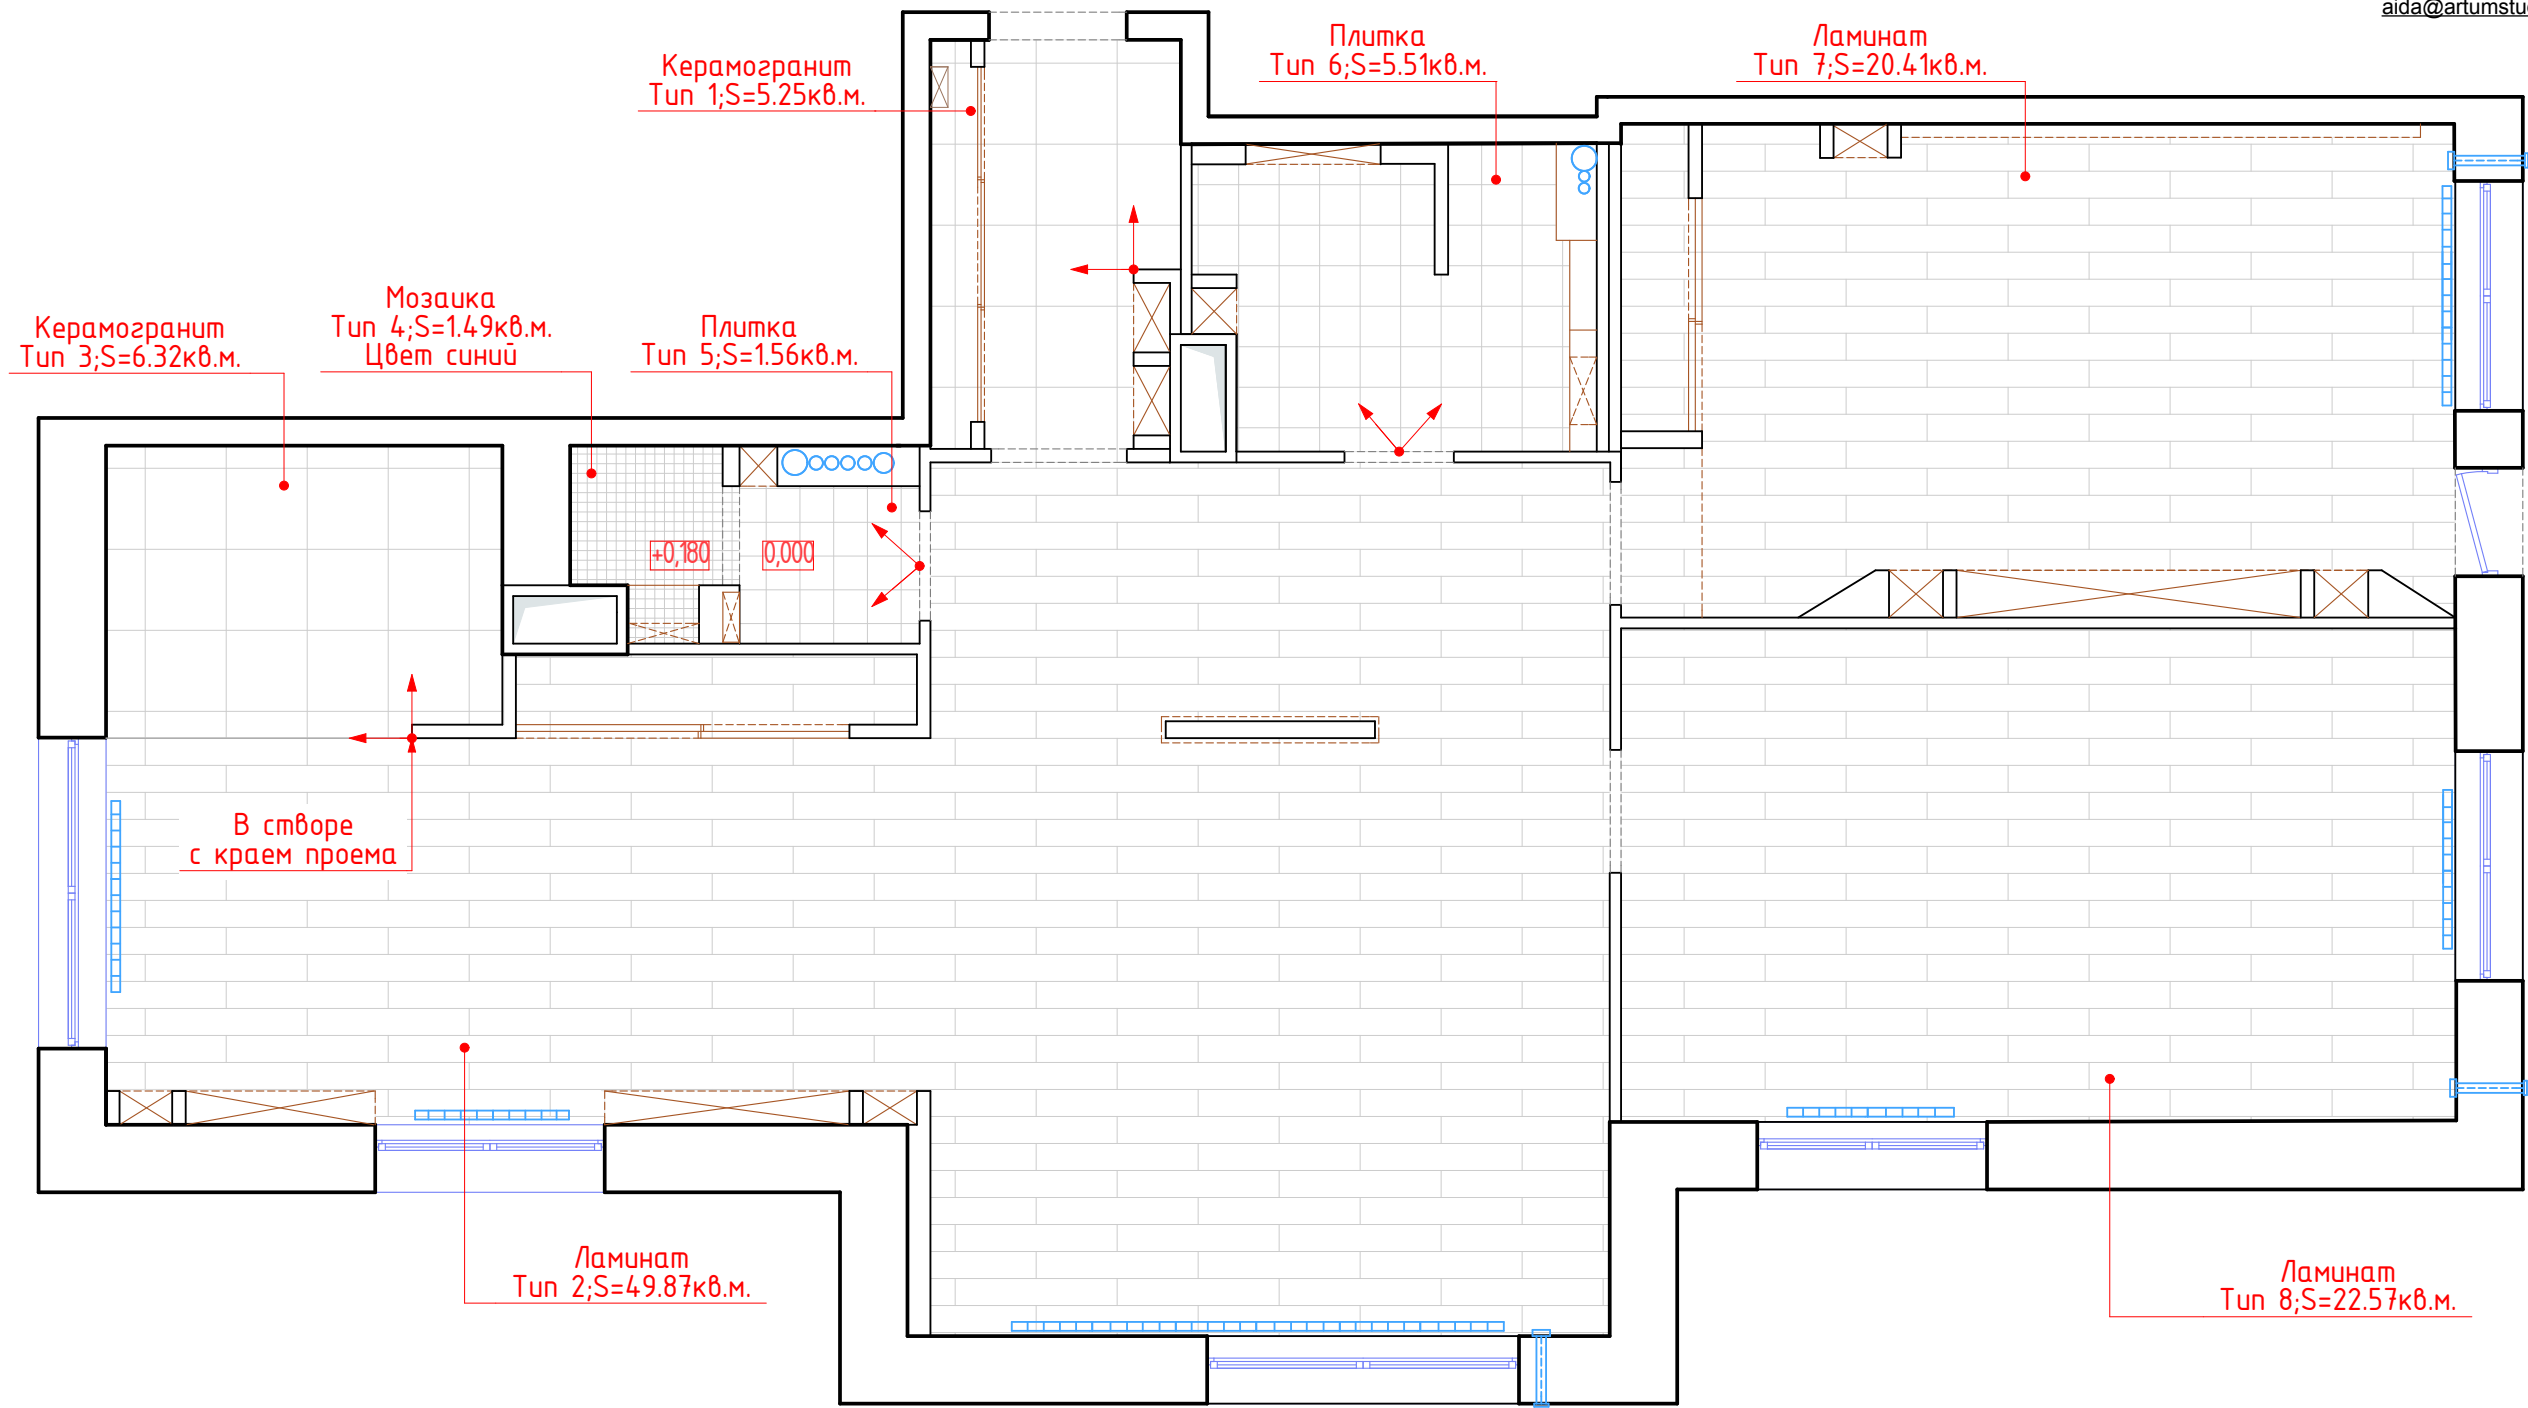 aida@artumstu
Керамогранит
Тип 1;S=5.25кв.м.
Плитка
Тип 6;S=5.51кв.м.
Ламинат
Тип 7;S=20.41кв.м.
Керамогранит
Тип 3;S=6.32кв.м.
Мозаика
Тип 4;S=1.49кв.м.
Цвет синий
Плитка
Тип 5;S=1.56кв.м.
+0,180
0,000
В створе
с краем проема
Ламинат
Тип 2;S=49.87кв.м.
Ламинат
Тип 8;S=22.57кв.м.